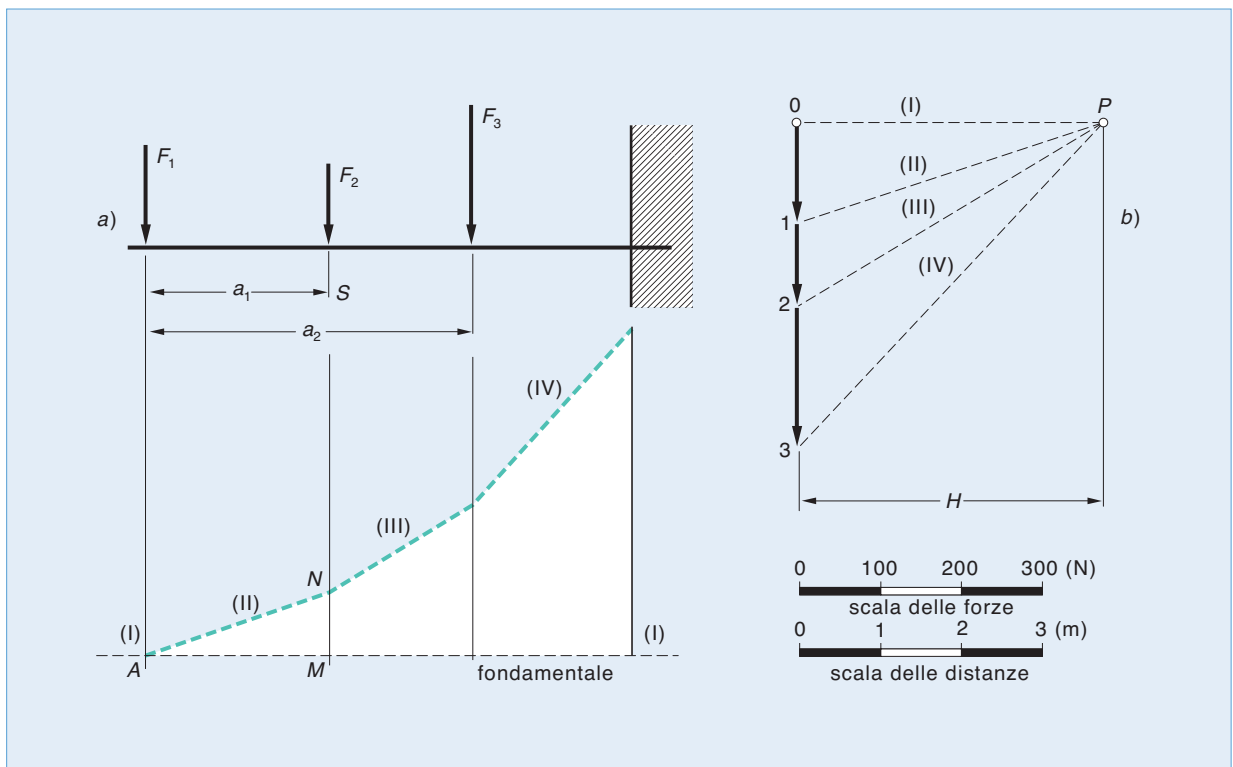 0 (I) P
F₃
F₁
F₂
(II)
(III)
a) 1 b)
(IV)
a₁ S
2
a₂
(IV)
3
H
(III)
N
0 100 200 300 (N)
scala delle forze
(II)
0 1 2 3 (m)
(I) (I)
A M fondamentale scala delle distanze